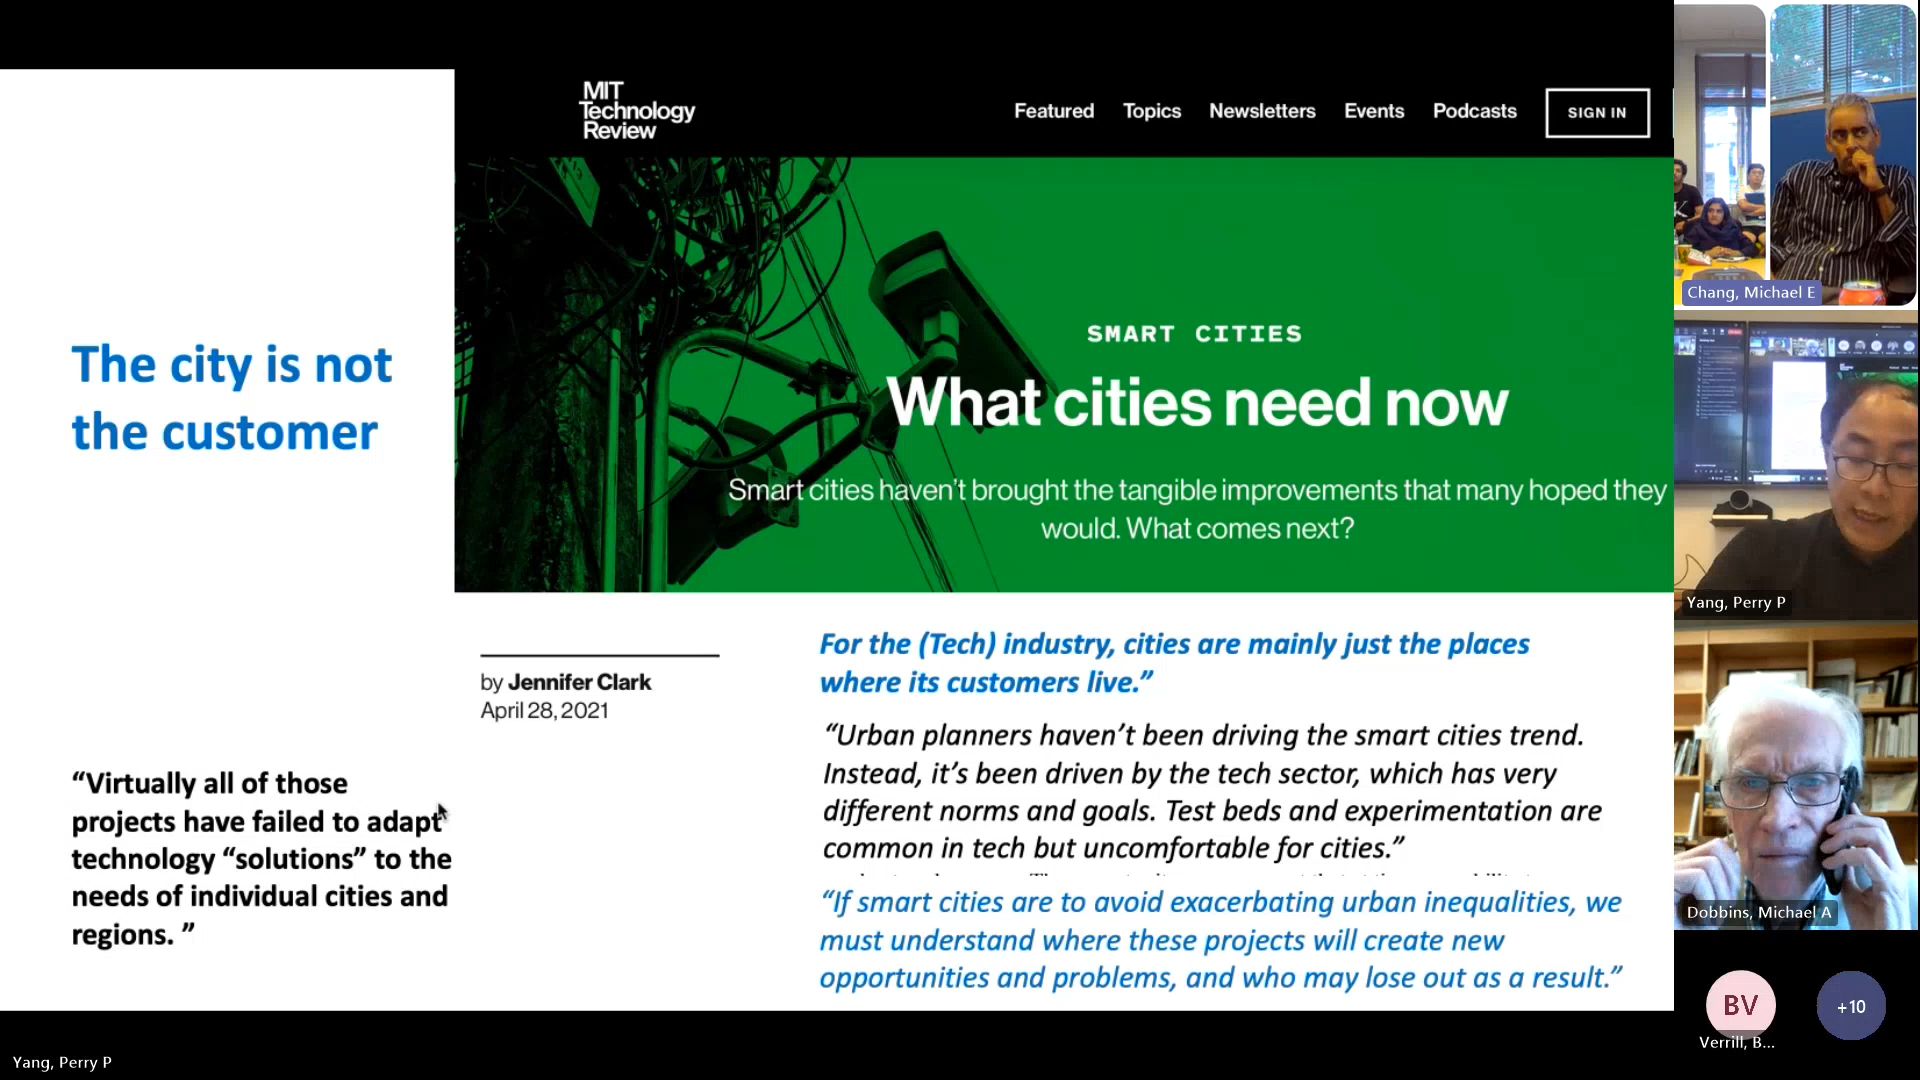 MIT
Technology
Review
Featured
Topics
Newsletters
Events
Podcasts
SIGN IN
The city is not
the customer
SMART CITIES
What cities need now
Smart cities haven't brought the tangible improvements that many hoped they
would. What comes next?
by Jennifer Clark
April 28, 2021
For the (Tech) industry, cities are mainly just the places
where its customers live.”
“Urban planners haven’t been driving the smart cities trend.
Instead, it’s been driven by the tech sector, which has very
different norms and goals. Test beds and experimentation are
common in tech but uncomfortable for cities.”
“If smart cities are to avoid exacerbating urban inequalities, we
must understand where these projects will create new
opportunities and problems, and who may lose out as a result.”
“Virtually all of those
projects have failed to adapt
technology “solutions” to the
needs of individual cities and
regions. ”
Chang, Michael E
Yang, Perry P
Dobbins, Michael A
BV
Verrill, B...
+10
Yang, Perry P